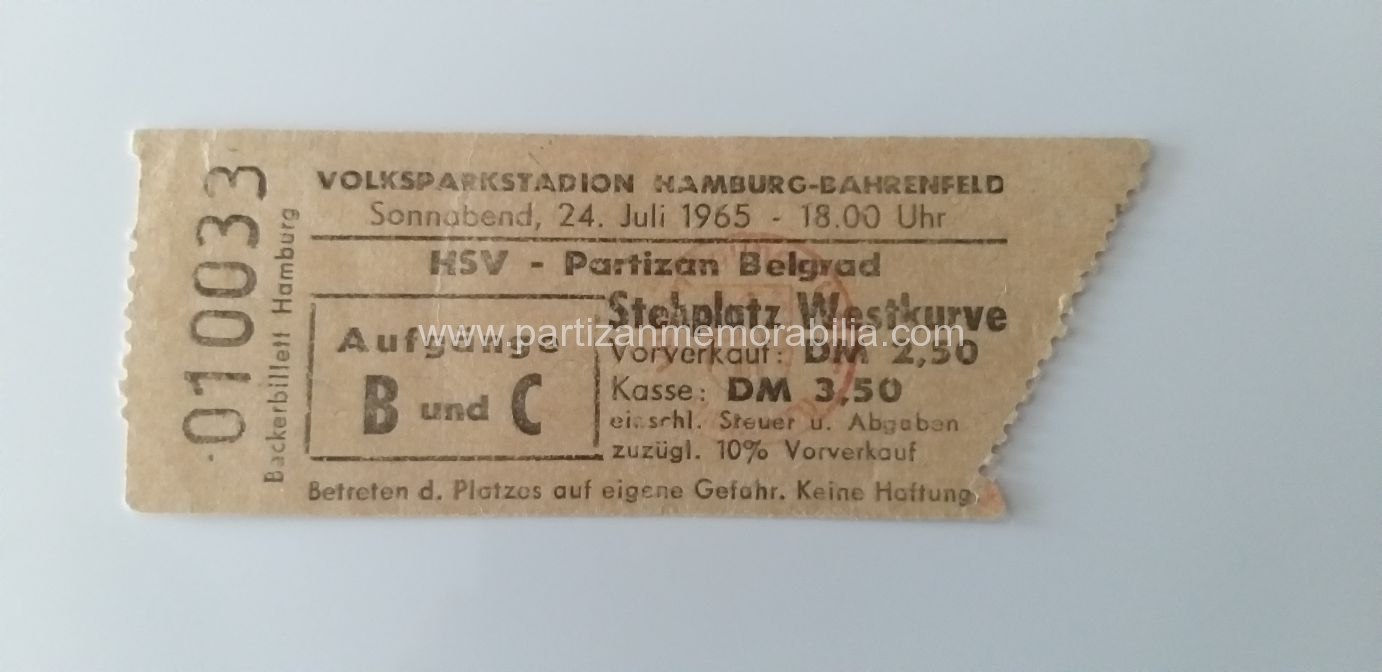 010033
Backerbillett Hamburg
VOLKSPARKSTADION HAMBURG-BAHRENFELD
Sonnabend, 24. Juli 1965 - 18.00 Uhr
HSV - Partizan Belgrad
Aufgänge
B und C
Stehplatz Westkurve
Vorverkauf: DM 2,50
Kasse: DM 3,50
einschl. Steuer u. Abgaben
zuzügl. 10% Vorverkauf
Betreten d. Platzes auf eigene Gefahr. Keine Haftung
www.partizanmemorabilia.com